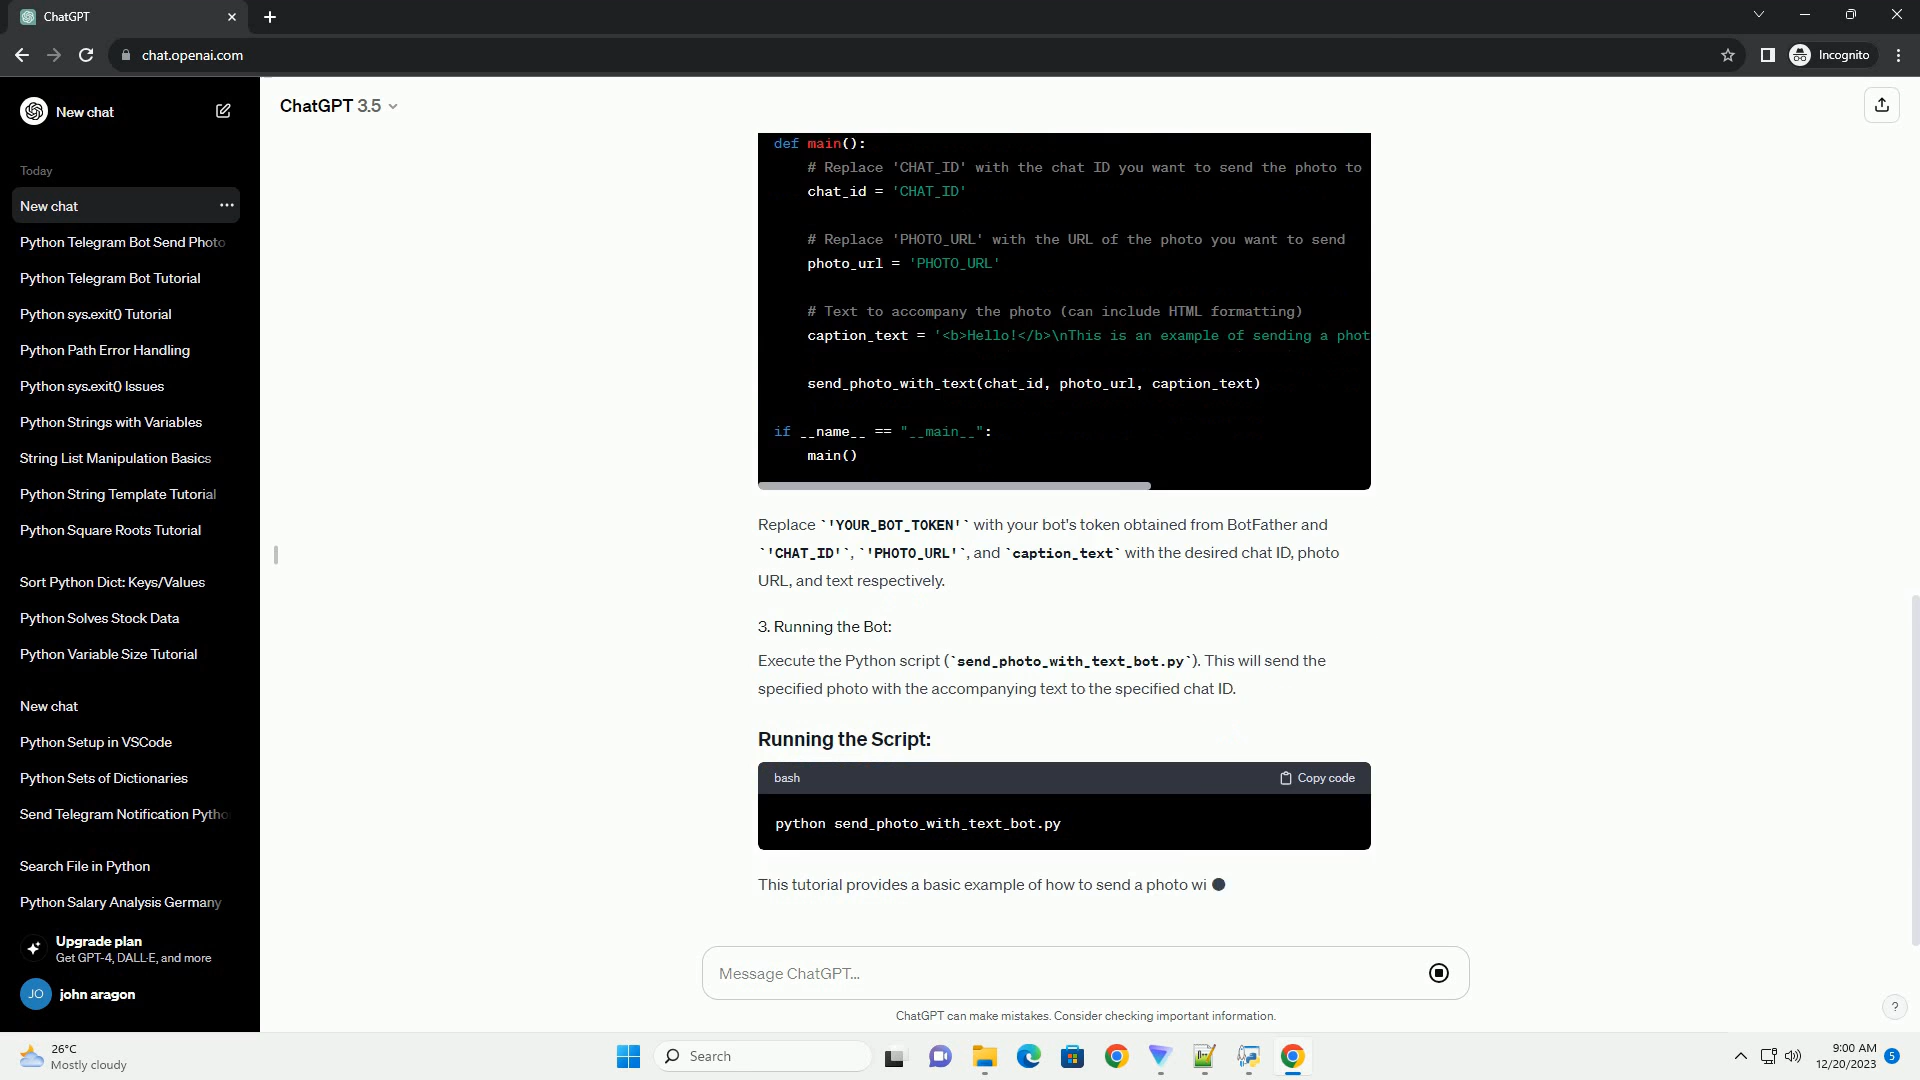 ChatGPT
chat.openai.com
Incognito
New chat
Today
New chat
Python Telegram Bot Send Photo
Python Telegram Bot Tutorial
Python sys.exit() Tutorial
Python Path Error Handling
Python sys.exit() Issues
Python Strings with Variables
String List Manipulation Basics
Python String Template Tutorial
Python Square Roots Tutorial
Sort Python Dict: Keys/Values
Python Solves Stock Data
Python Variable Size Tutorial
New chat
Python Setup in VSCode
Python Sets of Dictionaries
Send Telegram Notification Pytho
Search File in Python
Python Salary Analysis Germany
Upgrade plan
Get GPT-4, DALL·E, and more
JO
john aragon
ChatGPT 3.5
def main():
# Replace 'CHAT_ID' with the chat ID you want to send the photo to
chat_id = 'CHAT_ID'
# Replace 'PHOTO_URL' with the URL of the photo you want to send
photo_url = 'PHOTO_URL'
# Text to accompany the photo (can include HTML formatting)
caption_text = '<b>Hello!</b>\nThis is an example of sending a phot
send_photo_with_text(chat_id, photo_url, caption_text)
if __name__ == "__main__":
main()
Replace `'YOUR_BOT_TOKEN'` with your bot's token obtained from BotFather and
`'CHAT_ID'`, `'PHOTO_URL'`, and `caption_text` with the desired chat ID, photo
URL, and text respectively.
3. Running the Bot:
Execute the Python script (`send_photo_with_text_bot.py`). This will send the
specified photo with the accompanying text to the specified chat ID.
Running the Script:
bash
Copy code
python send_photo_with_text_bot.py
This tutorial provides a basic example of how to send a photo wi
Message ChatGPT...
ChatGPT can make mistakes. Consider checking important information.
?
26°C
Mostly cloudy
Search
9:00 AM
12/20/2023
5